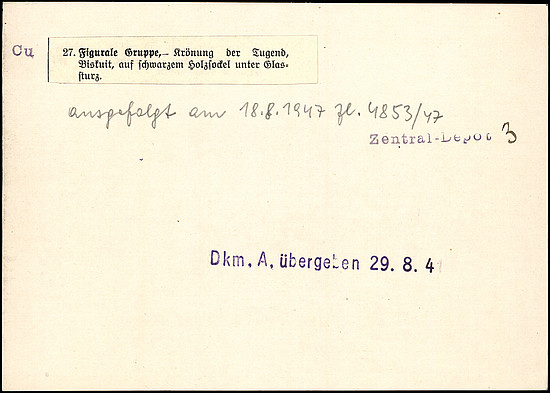 Cu
27. Figurale Gruppe,— Krönung der Tugend,
Biskuit, auf schwarzem Holzsockel unter Glas-
sturz.
ausgefolgt am 18.8.1947 Zl. 4853/47
Zentral-Depot 3
Dkm. A. übergeben 29. 8. 41